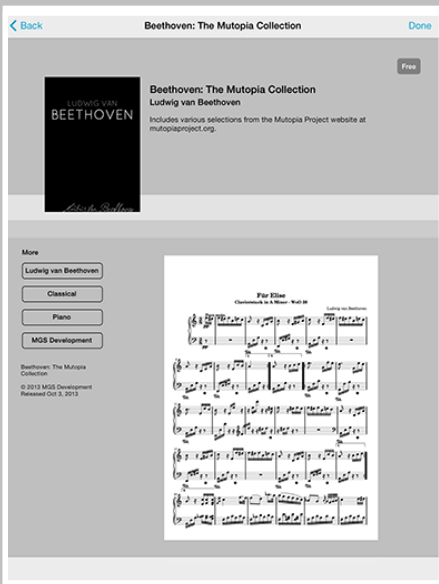 Back
Beethoven: The Mutopia Collection
Done
Free
LUDWIG VAN
BEETHOVEN
Beethoven: The Mutopia Collection
Ludwig van Beethoven
Includes various selections from the Mutopia Project website at
mutopiaproject.org.
More
Ludwig van Beethoven
Classical
Piano
MGS Development
Beethoven: The Mutopia
Collection
© 2013 MGS Development
Released Oct 3, 2013
Für Elise
Clavierstuck in A Minor - WoO 59
Ludwig van Beethoven
pp